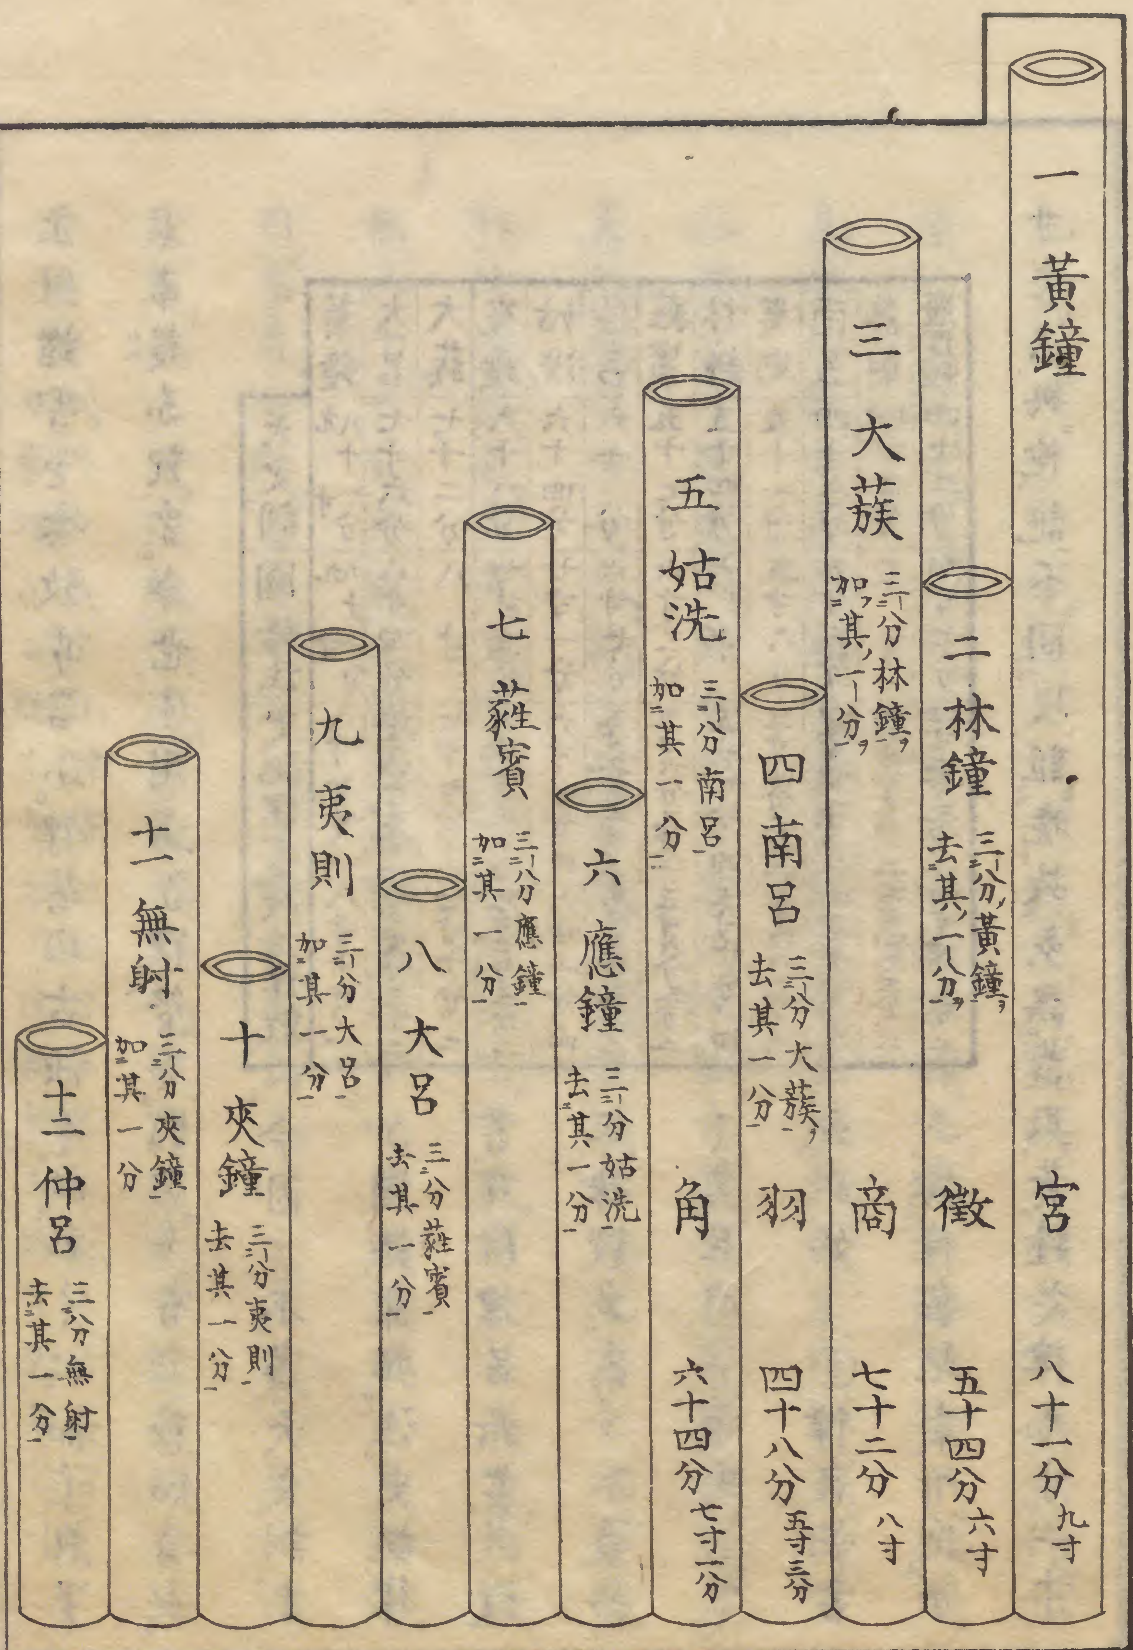 一 黃鐘 宮 八十一分 九寸
二 林鐘 三分黃鐘去其一分 徵 五十四分 六寸
三 大蔟 三分林鐘加其一分 商 七十二分 八寸
四 南呂 三分大蔟去其一分 羽 四十八分 五寸三分
五 姑洗 三分南呂加其一分 角 六十四分 七寸一分
六 應鐘 三分姑洗去其一分
七 蕤賓 三分應鐘加其一分
八 大呂 三分蕤賓去其一分
九 夷則 三分大呂加其一分
十 夾鐘 三分夷則去其一分
十一 無射 三分夾鐘加其一分
十二 仲呂 三分無射去其一分